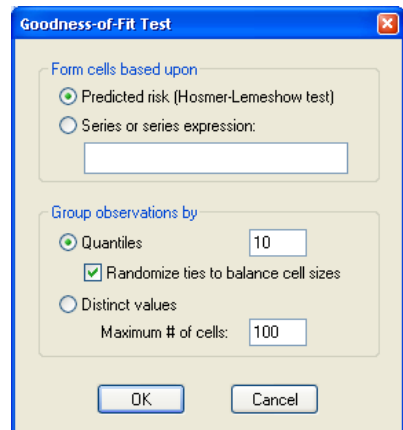 Goodness-of-Fit Test
Form cells based upon
Predicted risk (Hosmer-Lemeshow test)
Series or series expression:
Group observations by
Quantiles 10
Randomize ties to balance cell sizes
Distinct values
Maximum # of cells: 100
OK Cancel